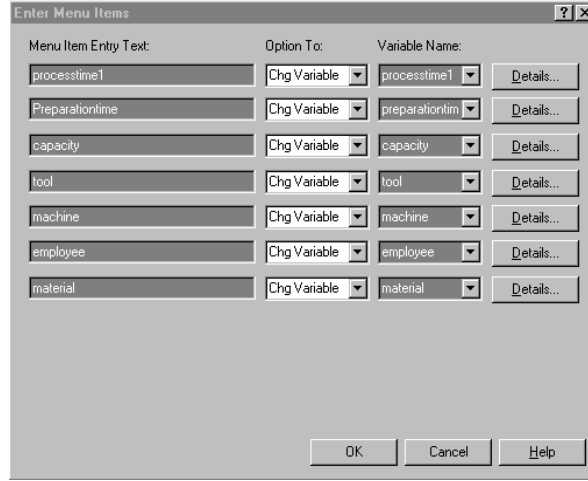 Enter Menu Items ? X
Menu Item Entry Text: Option To: Variable Name:
processtime1 Chg Variable processtime1 Details...
Preparationtime Chg Variable preparationtim Details...
capacity Chg Variable capacity Details...
tool Chg Variable tool Details...
machine Chg Variable machine Details...
employee Chg Variable employee Details...
material Chg Variable material Details...
OK Cancel Help